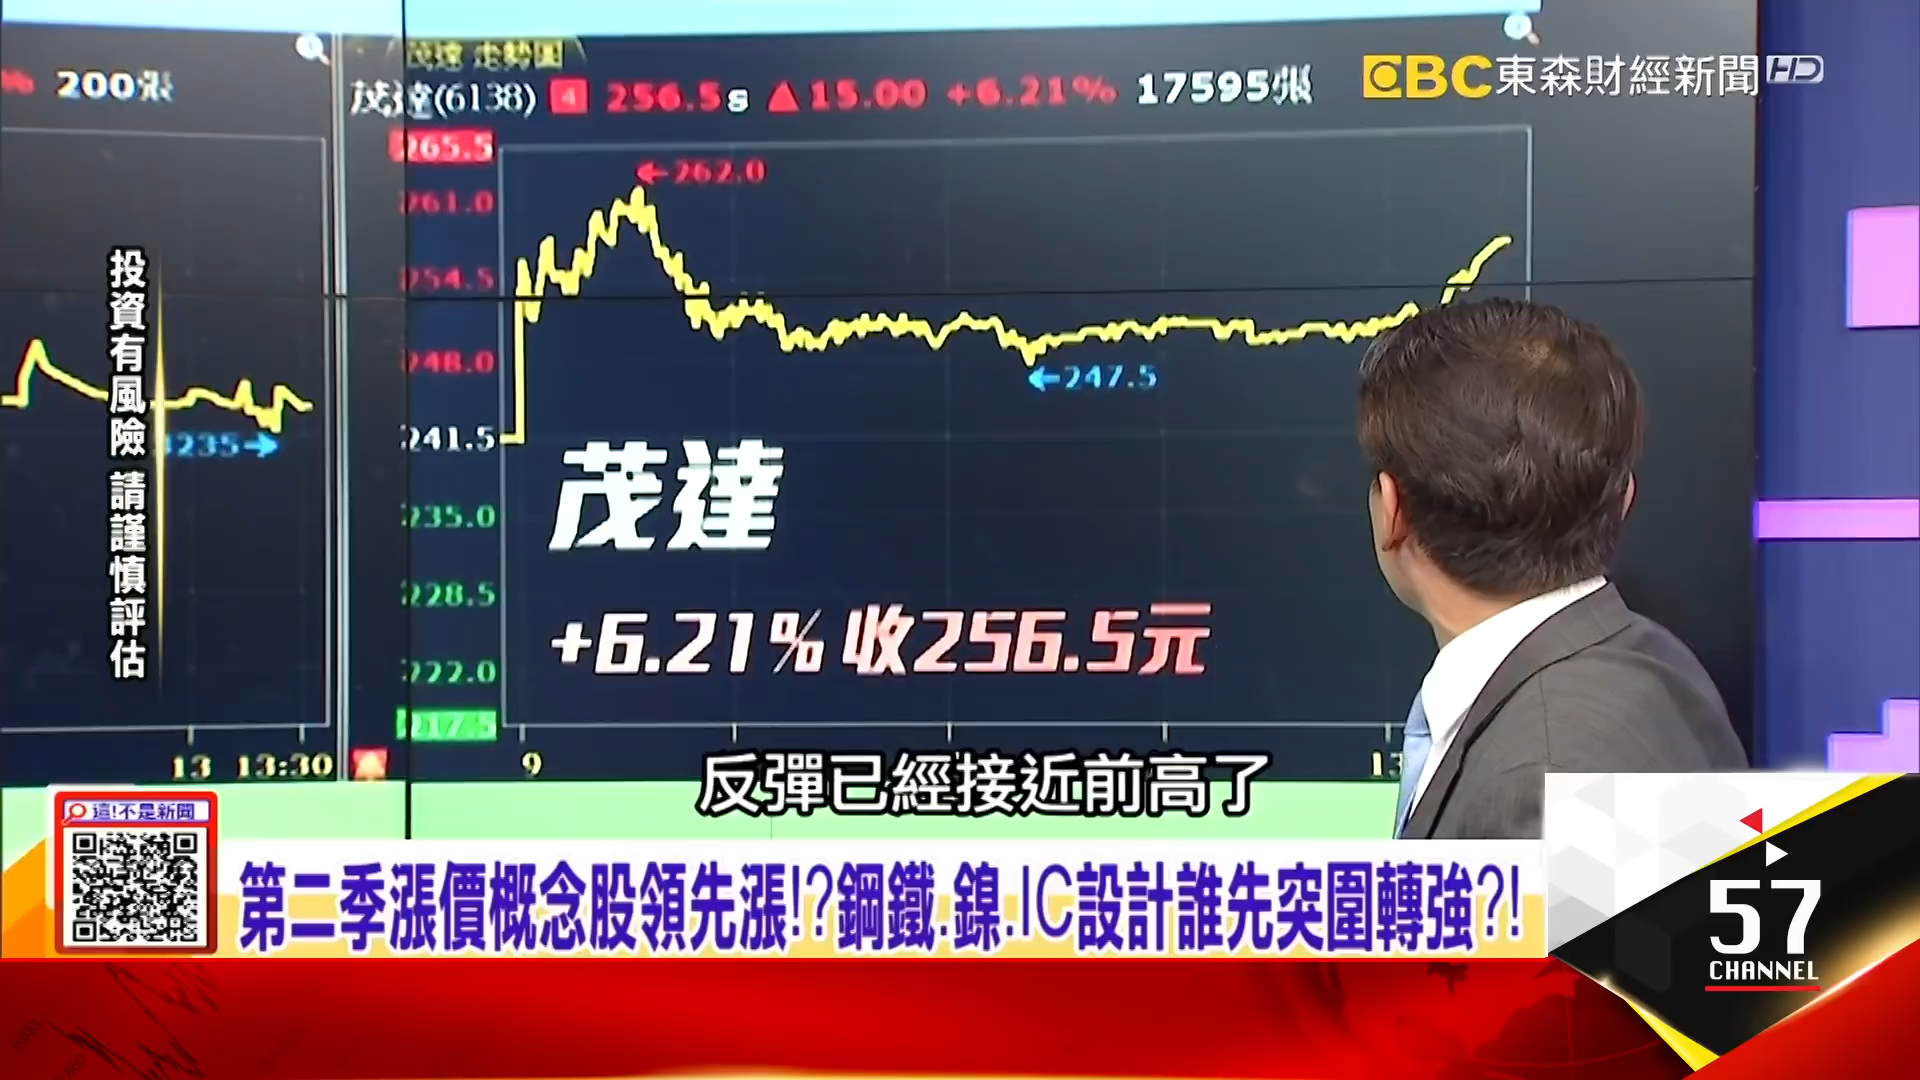 200張
茂達 走勢圖
茂達(6138) 4 256.5s ▲15.00 +6.21% 17595張
EBC東森財經新聞HD
265.5
←262.0
261.0
254.5
248.0
←247.5
241.5
235→
235.0
228.5
222.0
217.5
投資有風險 請謹慎評估
茂達
+6.21% 收256.5元
13 13:30
9
13
反彈已經接近前高了
這!不是新聞
第二季漲價概念股領先漲!?鋼鐵.鎳.IC設計誰先突圍轉強?!
57
CHANNEL